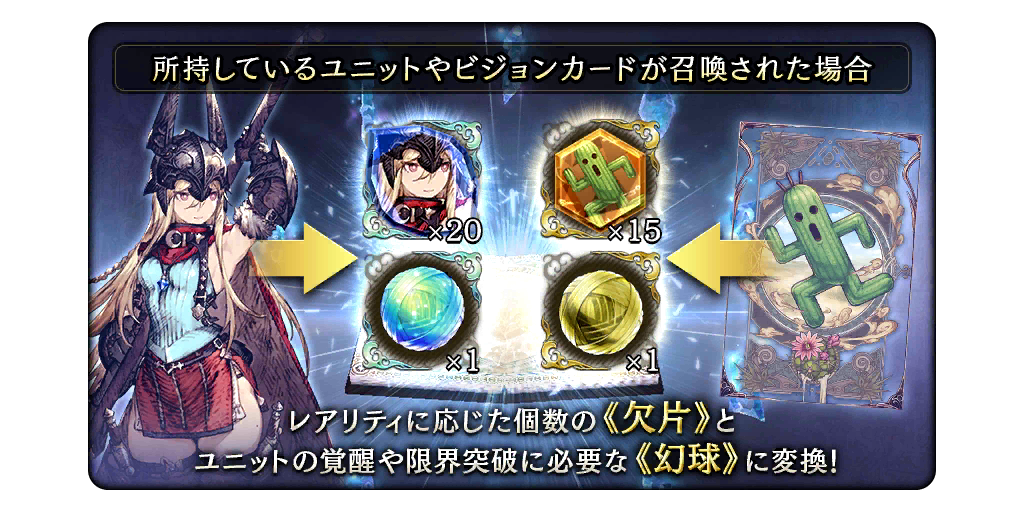 所持しているユニットやビジョンカードが召喚された場合
×20
×15
×1
×1
レアリティに応じた個数の《欠片》と
ユニットの覚醒や限界突破に必要な《幻球》に変換!